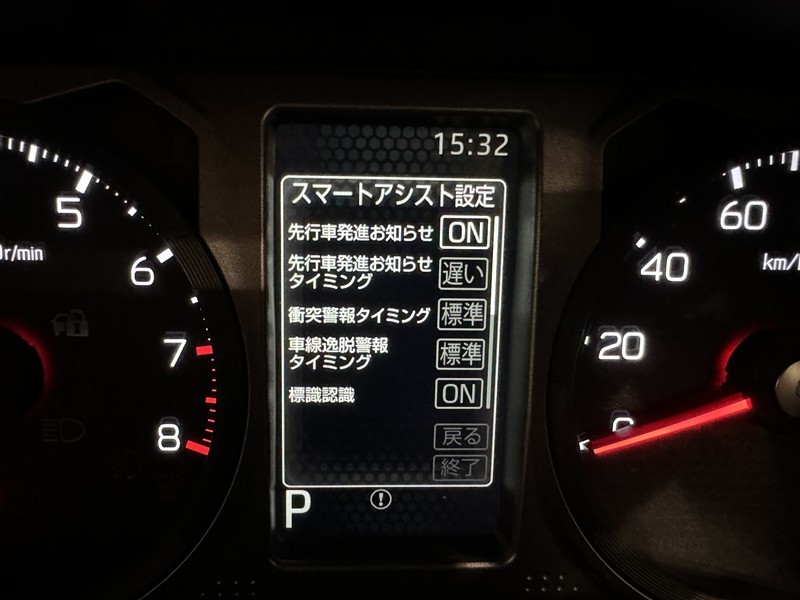 15:32
スマートアシスト設定
先行車発進お知らせ ON
先行車発進お知らせ
タイミング 遅い
衝突警報タイミング 標準
車線逸脱警報
タイミング 標準
標識認識 ON
戻る
終了
P
5
6
7
8
r/min
60
40
20
km/